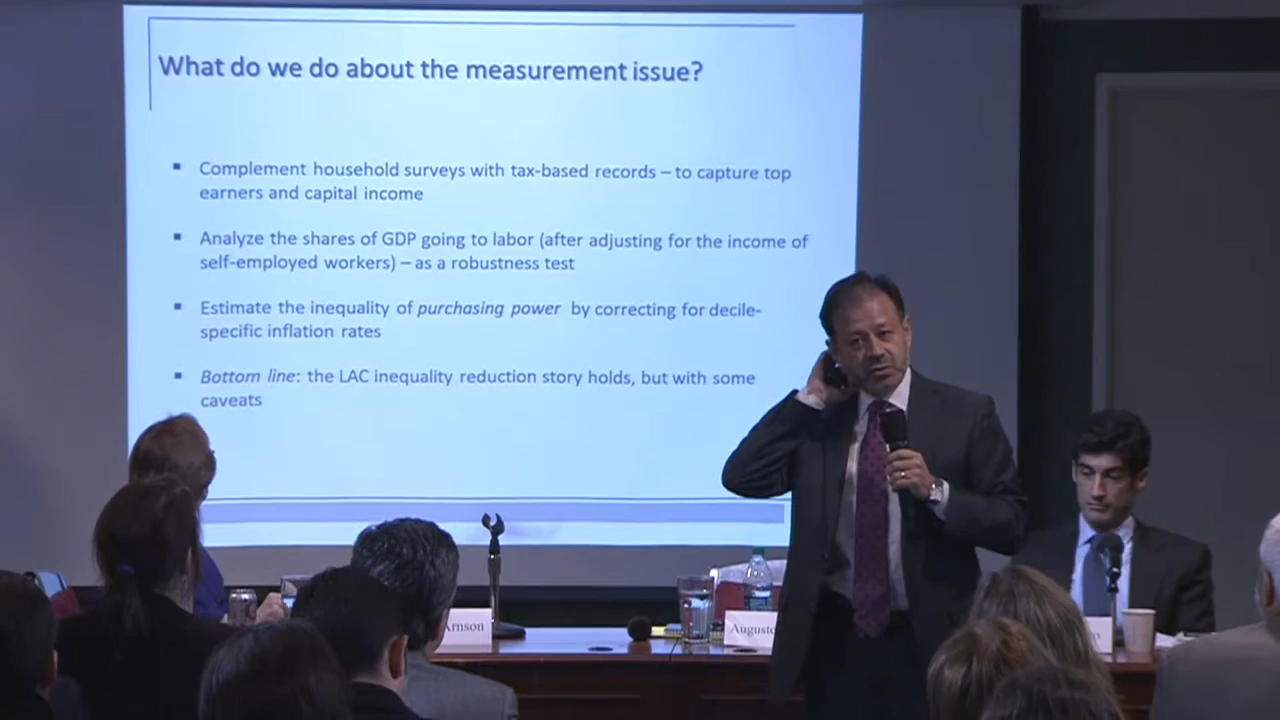 What do we do about the measurement issue?
▪ Complement household surveys with tax-based records – to capture top
earners and capital income
▪ Analyze the shares of GDP going to labor (after adjusting for the income of
self-employed workers) – as a robustness test
▪ Estimate the inequality of purchasing power by correcting for decile-
specific inflation rates
▪ Bottom line: the LAC inequality reduction story holds, but with some
caveats
Arnson
Augusto